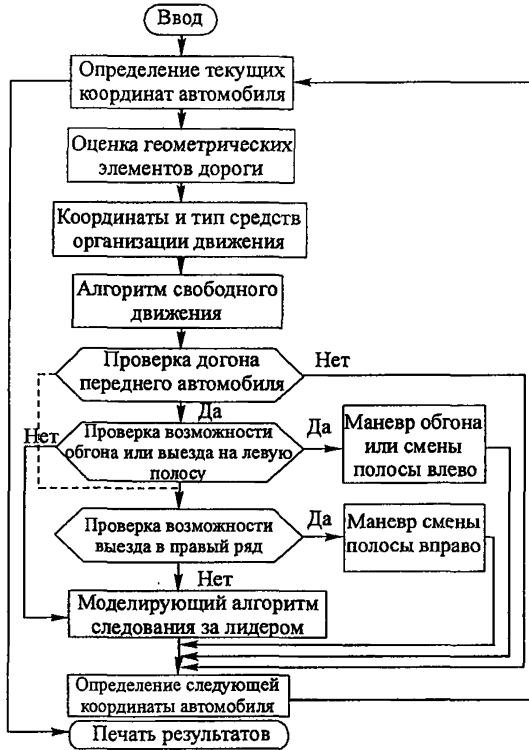 Ввод
Определение текущих
координат автомобиля
Оценка геометрических
элементов дороги
Координаты и тип средств
организации движения
Алгоритм свободного
движения
Проверка догона
переднего автомобиля
Нет
Да
Нет
Проверка возможности
обгона или выезда на левую
полосу
Да
Маневр обгона
или смены
полосы влево
Проверка возможности
выезда в правый ряд
Да
Маневр смены
полосы вправо
Нет
Моделирующий алгоритм
следования за лидером
Определение следующей
координаты автомобиля
Печать результатов